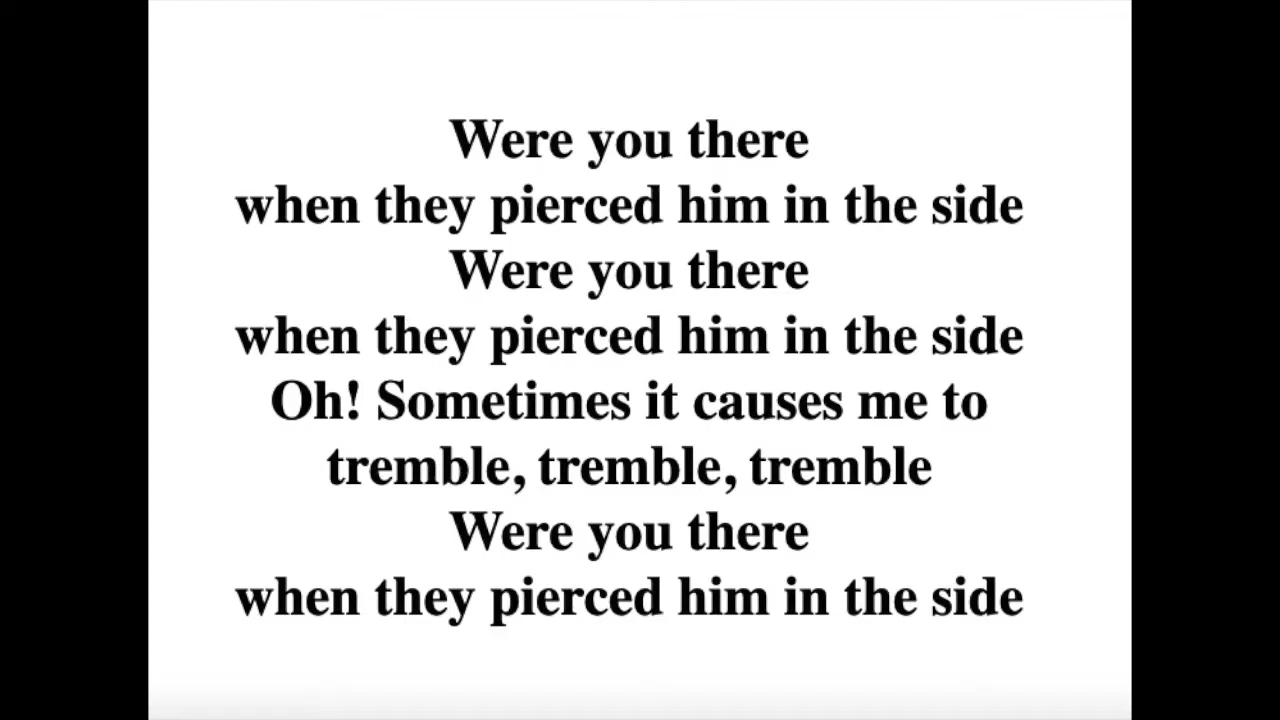 Were you there
when they pierced him in the side
Were you there
when they pierced him in the side
Oh! Sometimes it causes me to
tremble, tremble, tremble
Were you there
when they pierced him in the side